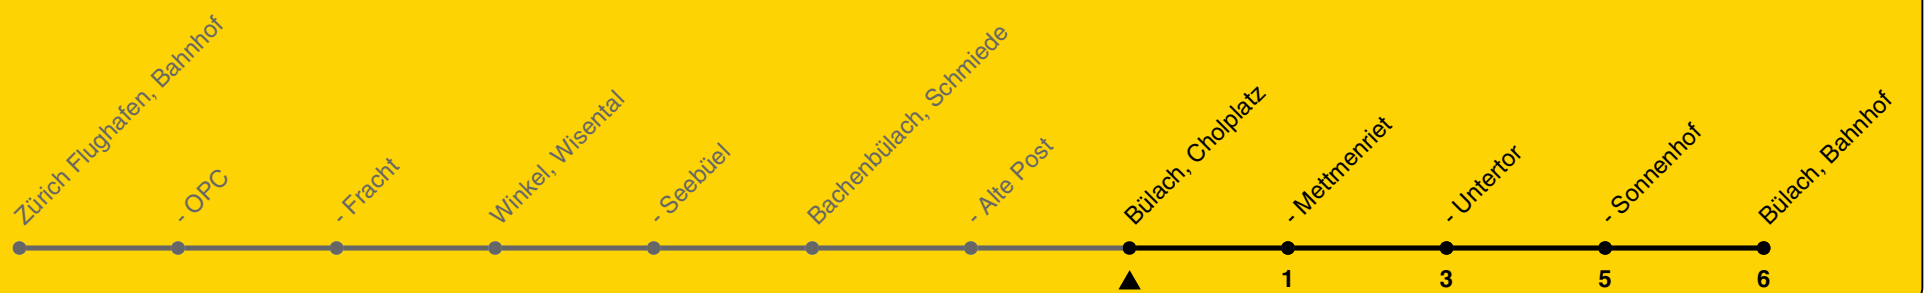 Zürich Flughafen, Bahnhof
- OPC
- Fracht
Winkel, Wisental
- Seebüel
Bachenbülach, Schmiede
- Alte Post
Bülach, Cholplatz
- Mettmenriet
- Untertor
- Sonnenhof
Bülach, Bahnhof
1 3 5 6